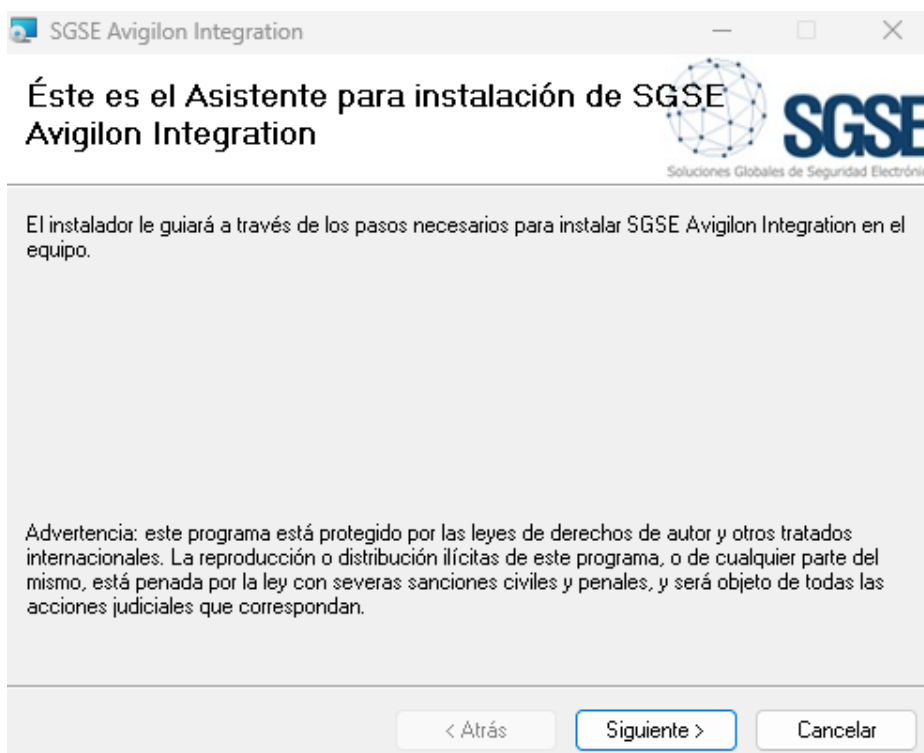 SGSE Avigilon Integration
Éste es el Asistente para instalación de SGSE
Avigilon Integration
SGSE
Soluciones Globales de Seguridad Electróni
El instalador le guiará a través de los pasos necesarios para instalar SGSE Avigilon Integration en el
equipo.
Advertencia: este programa está protegido por las leyes de derechos de autor y otros tratados
internacionales. La reproducción o distribución ilícitas de este programa, o de cualquier parte del
mismo, está penada por la ley con severas sanciones civiles y penales, y será objeto de todas las
acciones judiciales que correspondan.
< Atrás
Siguiente >
Cancelar